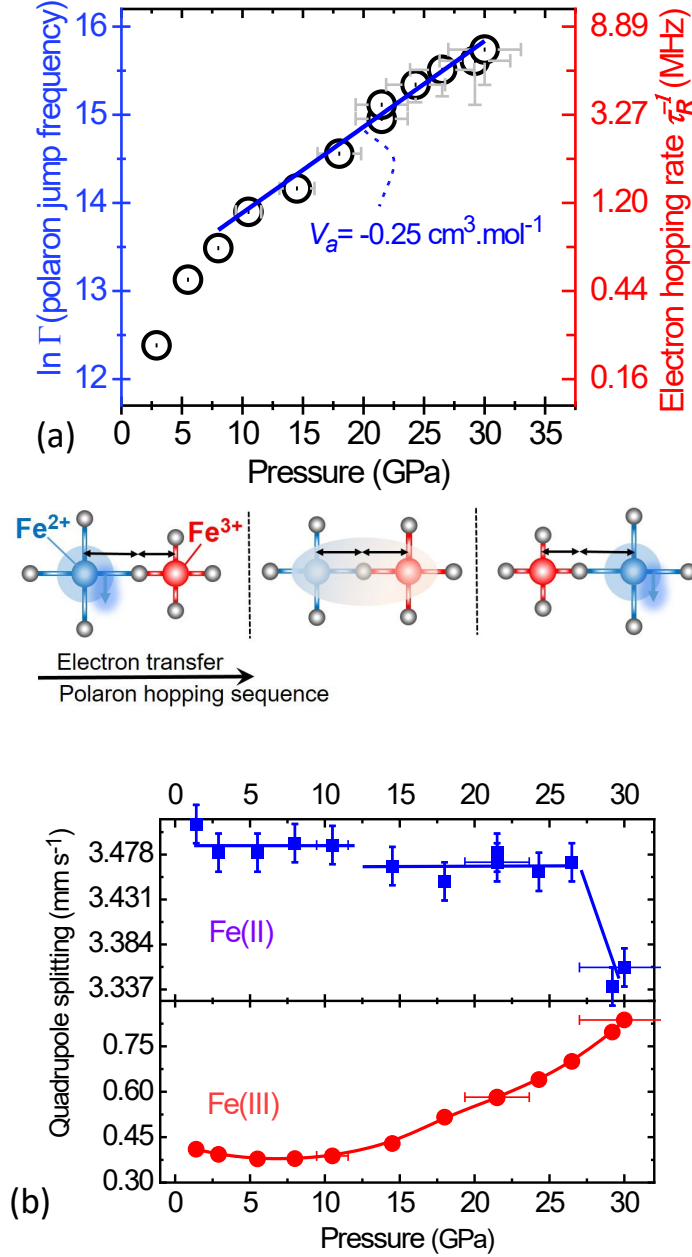 ln Γ (polaron jump frequency)
16
15
14
13
12
Vₐ= -0.25 cm³.mol⁻¹
8.89
3.27
1.20
0.44
0.16
Electron hopping rate τ_R⁻¹ (MHz)
0 5 10 15 20 25 30 35
Pressure (GPa)
(a)
Fe²⁺
Fe³⁺
Electron transfer
Polaron hopping sequence
0 5 10 15 20 25 30
Quadrupole splitting (mm s⁻¹)
3.478
3.431
3.384
3.337
Fe(II)
0.75
0.60
0.45
0.30
Fe(III)
0 5 10 15 20 25 30
Pressure (GPa)
(b)